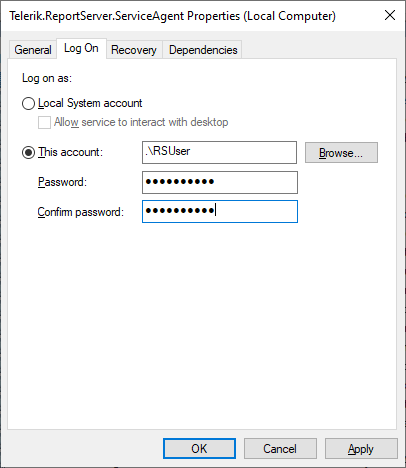 Telerik.ReportServer.ServiceAgent Properties (Local Computer)
General Log On Recovery Dependencies
Log on as:
Local System account
Allow service to interact with desktop
This account: .\RSUser Browse...
Password: ●●●●●●●●●●
Confirm password: ●●●●●●●●●●
OK Cancel Apply